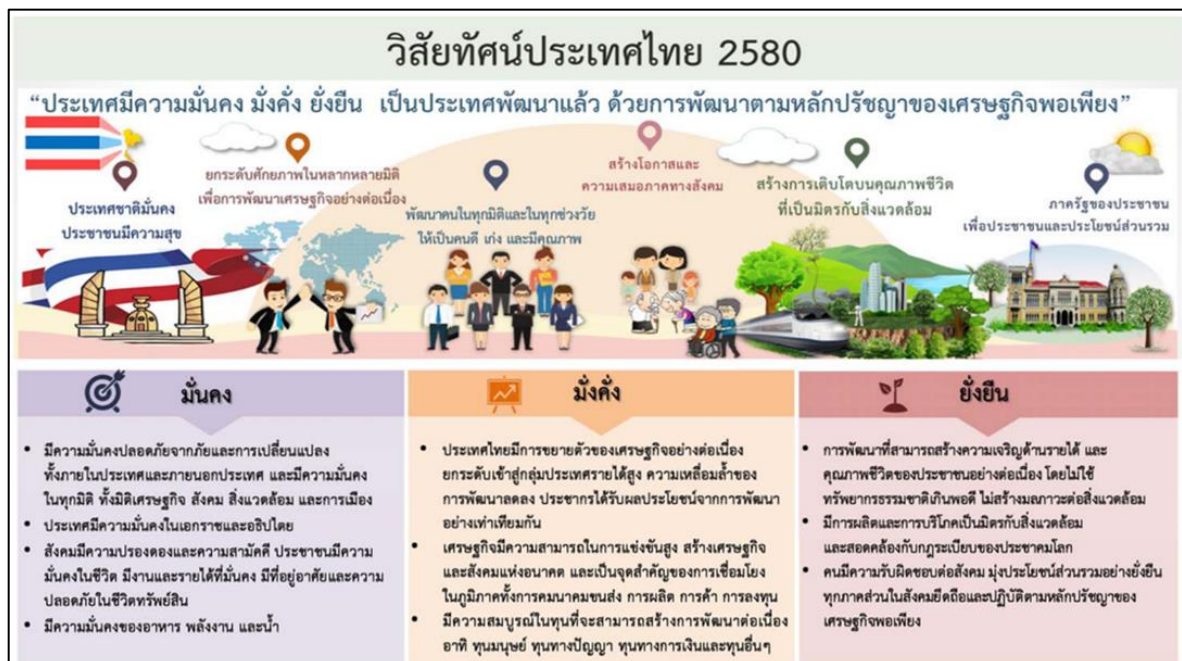 วิสัยทัศน์ประเทศไทย 2580
“ประเทศมีความมั่นคง มั่งคั่ง ยั่งยืน เป็นประเทศพัฒนาแล้ว ด้วยการพัฒนาตามหลักปรัชญาของเศรษฐกิจพอเพียง”
ประเทศชาติมั่นคง
ประชาชนมีความสุข
ยกระดับศักยภาพในหลากหลายมิติ
เพื่อการพัฒนาเศรษฐกิจอย่างต่อเนื่อง
พัฒนาคนในทุกมิติและในทุกช่วงวัย
ให้เป็นคนดี เก่ง และมีคุณภาพ
สร้างโอกาสและ
ความเสมอภาคทางสังคม
สร้างการเติบโตบนคุณภาพชีวิต
ที่เป็นมิตรกับสิ่งแวดล้อม
ภาครัฐของประชาชน
เพื่อประชาชนและประโยชน์ส่วนรวม
มั่นคง
• มีความมั่นคงปลอดภัยจากภัยและการเปลี่ยนแปลง
ทั้งภายในประเทศและภายนอกประเทศ และมีความมั่นคง
ในทุกมิติ ทั้งมิติเศรษฐกิจ สังคม สิ่งแวดล้อม และการเมือง
• ประเทศมีความมั่นคงในเอกราชและอธิปไตย
• สังคมมีความปรองดองและความสามัคคี ประชาชนมีความ
มั่นคงในชีวิต มีงานและรายได้ที่มั่นคง มีที่อยู่อาศัยและความ
ปลอดภัยในชีวิตทรัพย์สิน
• มีความมั่นคงของอาหาร พลังงาน และน้ำ
มั่งคั่ง
• ประเทศไทยมีการขยายตัวของเศรษฐกิจอย่างต่อเนื่อง
ยกระดับเข้าสู่กลุ่มประเทศรายได้สูง ความเหลื่อมล้ำของ
การพัฒนาลดลง ประชากรได้รับผลประโยชน์จากการพัฒนา
อย่างเท่าเทียมกัน
• เศรษฐกิจมีความสามารถในการแข่งขันสูง สร้างเศรษฐกิจ
และสังคมแห่งอนาคต และเป็นจุดสำคัญของการเชื่อมโยง
ในภูมิภาคทั้งการคมนาคมขนส่ง การผลิต การค้า การลงทุน
• มีความสมบูรณ์ในทุนที่จะสามารถสร้างการพัฒนาต่อเนื่อง
อาทิ ทุนมนุษย์ ทุนทางปัญญา ทุนทางการเงินและทุนอื่นๆ
ยั่งยืน
• การพัฒนาที่สามารถสร้างความเจริญด้านรายได้ และ
คุณภาพชีวิตของประชาชนอย่างต่อเนื่อง โดยไม่ใช้
ทรัพยากรธรรมชาติเกินพอดี ไม่สร้างมลภาวะต่อสิ่งแวดล้อม
• มีการผลิตและการบริโภคเป็นมิตรกับสิ่งแวดล้อม
และสอดคล้องกับกฎระเบียบของประชาคมโลก
• คนมีความรับผิดชอบต่อสังคม มุ่งประโยชน์ส่วนรวมอย่างยั่งยืน
ทุกภาคส่วนในสังคมยึดถือและปฏิบัติตามหลักปรัชญาของ
เศรษฐกิจพอเพียง